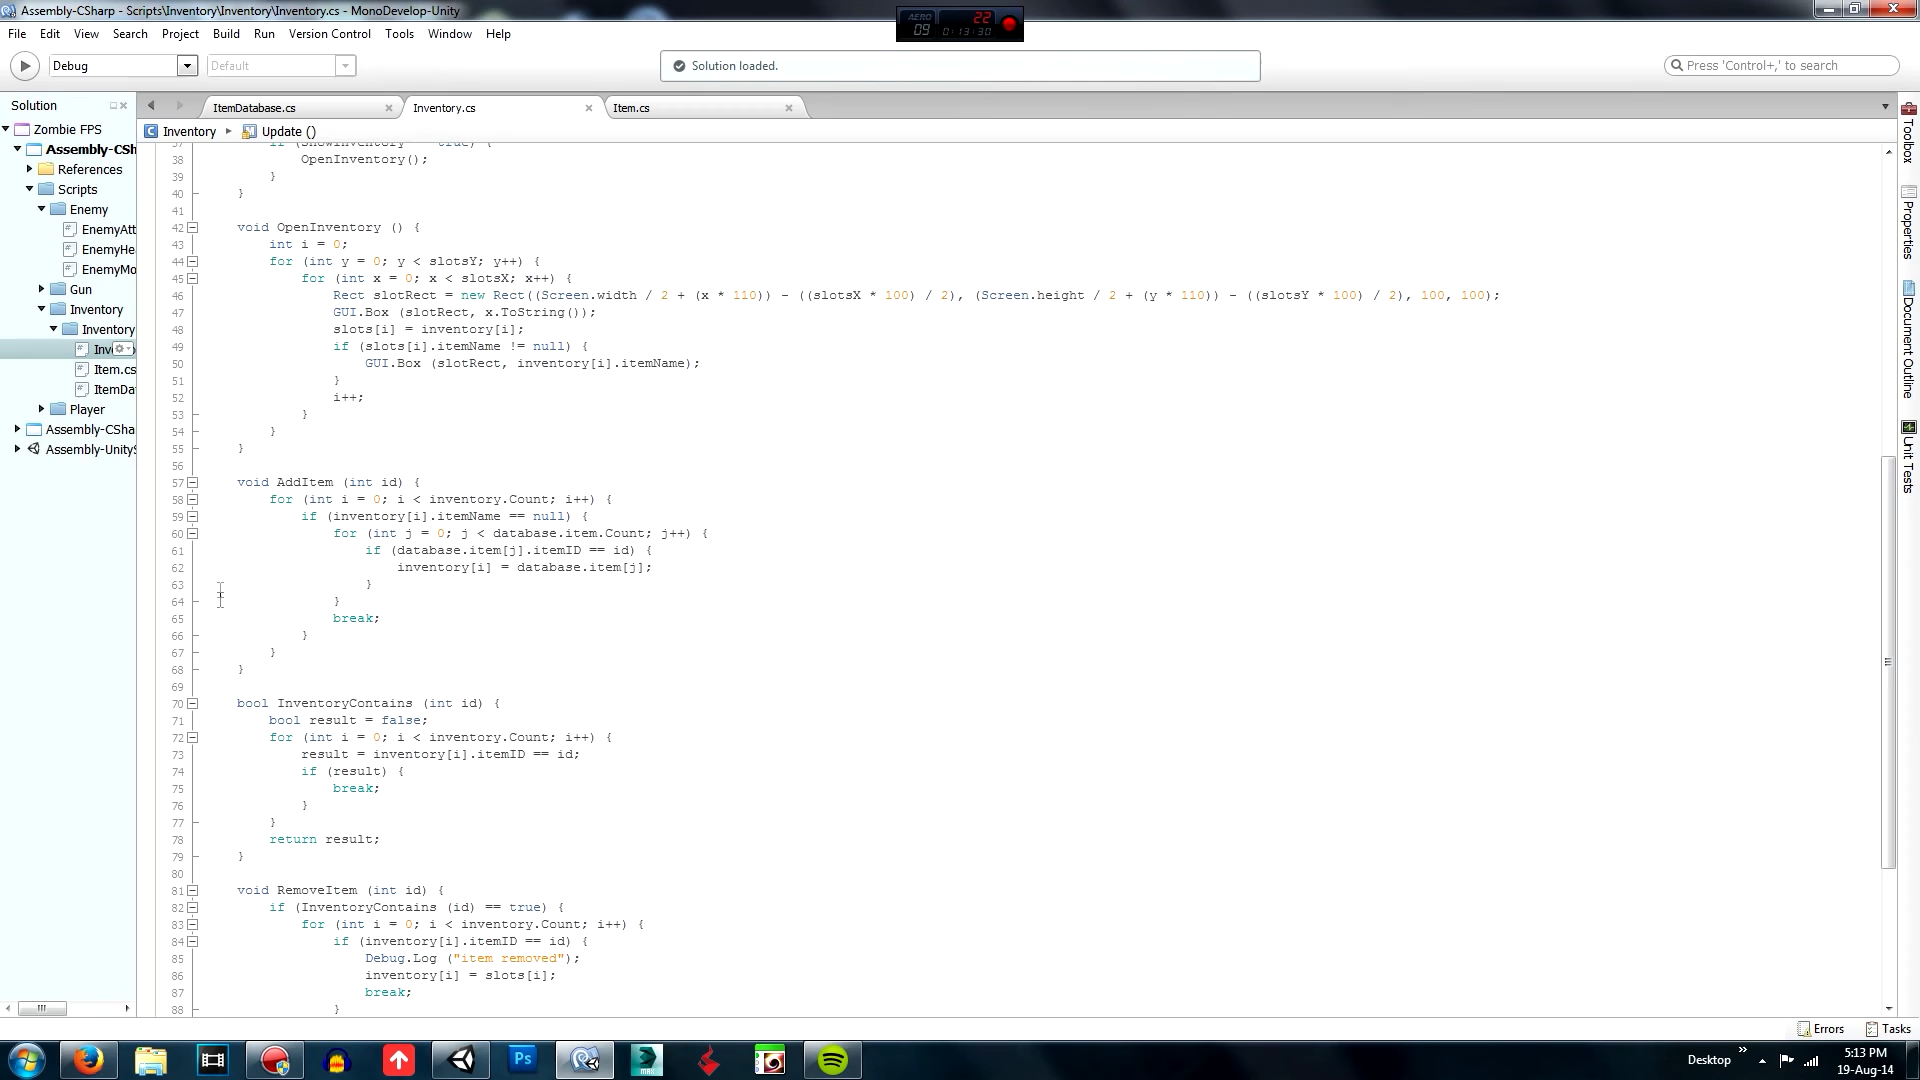 Assembly-CSharp - Scripts\Inventory\Inventory\Inventory.cs - MonoDevelop-Unity
AERO 09 22 0:13:30
File Edit View Search Project Build Run Version Control Tools Window Help
Debug Default Solution loaded. Press 'Control+,' to search
Solution ItemDatabase.cs Inventory.cs Item.cs
Inventory Update ()
Zombie FPS
Assembly-CSh
References
Scripts
Enemy
EnemyAtt
EnemyHe
EnemyMo
Gun
Inventory
Inventory
Inv
Item.cs
ItemDa
Player
Assembly-CSha
Assembly-UnityS
37 if (ShowInventory == true) {
38 OpenInventory();
39 }
40 }
41
42 void OpenInventory () {
43 int i = 0;
44 for (int y = 0; y < slotsY; y++) {
45 for (int x = 0; x < slotsX; x++) {
46 Rect slotRect = new Rect((Screen.width / 2 + (x * 110)) - ((slotsX * 100) / 2), (Screen.height / 2 + (y * 110)) - ((slotsY * 100) / 2), 100, 100);
47 GUI.Box (slotRect, x.ToString());
48 slots[i] = inventory[i];
49 if (slots[i].itemName != null) {
50 GUI.Box (slotRect, inventory[i].itemName);
51 }
52 i++;
53 }
54 }
55 }
56
57 void AddItem (int id) {
58 for (int i = 0; i < inventory.Count; i++) {
59 if (inventory[i].itemName == null) {
60 for (int j = 0; j < database.item.Count; j++) {
61 if (database.item[j].itemID == id) {
62 inventory[i] = database.item[j];
63 }
64 }
65 break;
66 }
67 }
68 }
69
70 bool InventoryContains (int id) {
71 bool result = false;
72 for (int i = 0; i < inventory.Count; i++) {
73 result = inventory[i].itemID == id;
74 if (result) {
75 break;
76 }
77 }
78 return result;
79 }
80
81 void RemoveItem (int id) {
82 if (InventoryContains (id) == true) {
83 for (int i = 0; i < inventory.Count; i++) {
84 if (inventory[i].itemID == id) {
85 Debug.Log ("item removed");
86 inventory[i] = slots[i];
87 break;
88 }
Toolbox
Properties
Document Outline
Unit Tests
Errors Tasks
Ps
MAX
Desktop
5:13 PM
19-Aug-14